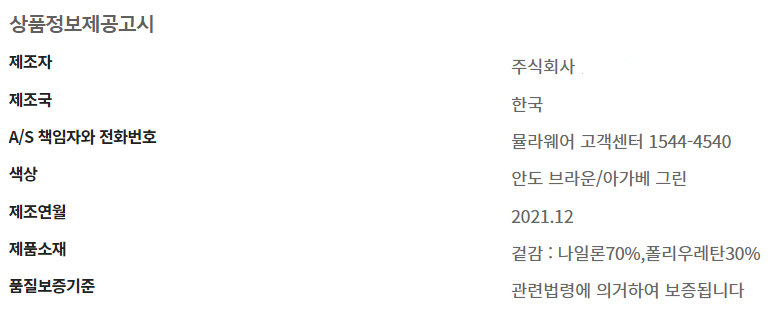 상품정보제공고시
제조자 주식회사
제조국 한국
A/S 책임자와 전화번호 뮬라웨어 고객센터 1544-4540
색상 안도 브라운/아가베 그린
제조연월 2021.12
제품소재 겉감 : 나일론70%,폴리우레탄30%
품질보증기준 관련법령에 의거하여 보증됩니다